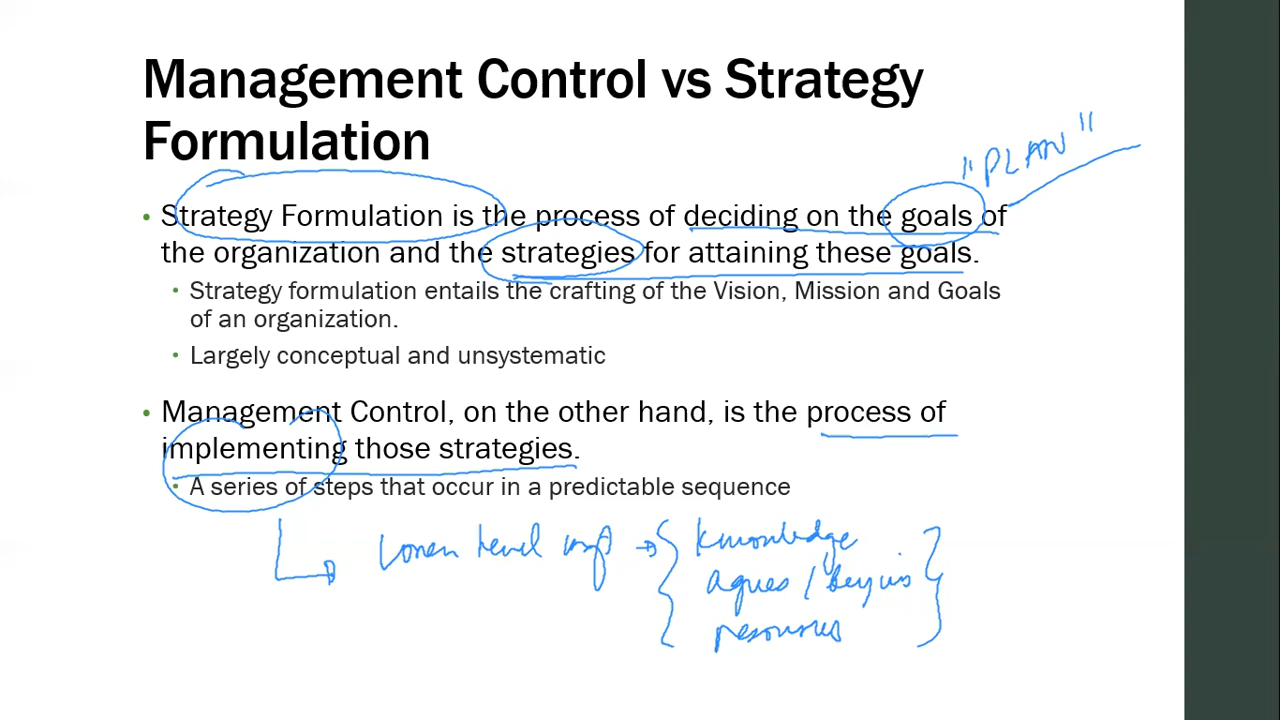 Management Control vs Strategy
Formulation
"PLAN"
• Strategy Formulation is the process of deciding on the goals of
the organization and the strategies for attaining these goals.
• Strategy formulation entails the crafting of the Vision, Mission and Goals
of an organization.
• Largely conceptual and unsystematic
• Management Control, on the other hand, is the process of
implementing those strategies.
• A series of steps that occur in a predictable sequence
Lower level → knowledge
agrees /
resources